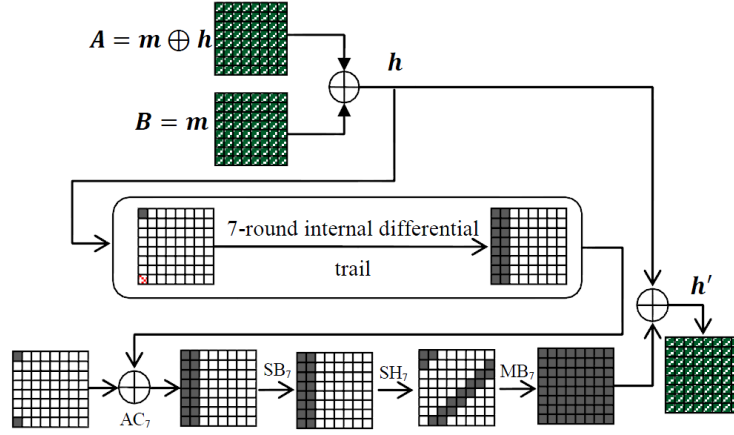 A = m ⊕ h
h
B = m
7-round internal differential
trail
h′
SB₇
SH₇
MB₇
AC₇